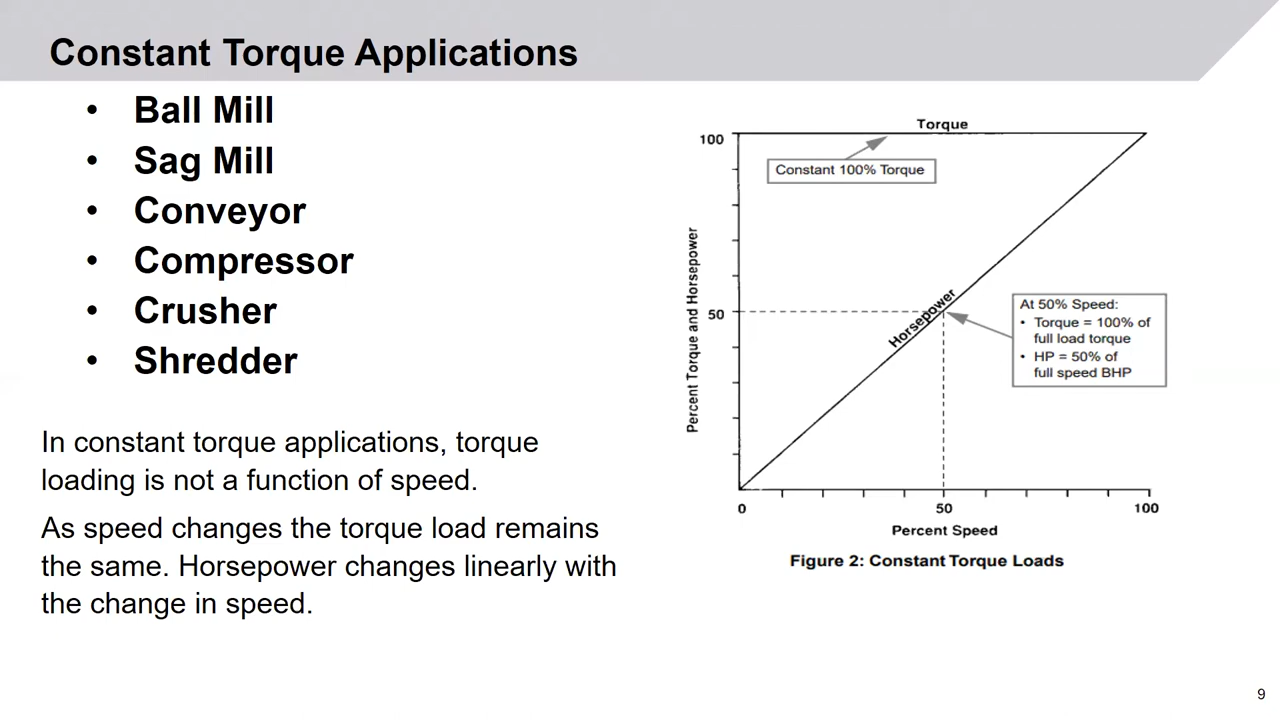 Constant Torque Applications
• Ball Mill
• Sag Mill
• Conveyor
• Compressor
• Crusher
• Shredder
In constant torque applications, torque
loading is not a function of speed.
As speed changes the torque load remains
the same. Horsepower changes linearly with
the change in speed.
Torque
100
Constant 100% Torque
Percent Torque and Horsepower
50
Horsepower
At 50% Speed:
• Torque = 100% of
full load torque
• HP = 50% of
full speed BHP
0
50
100
Percent Speed
Figure 2: Constant Torque Loads
9